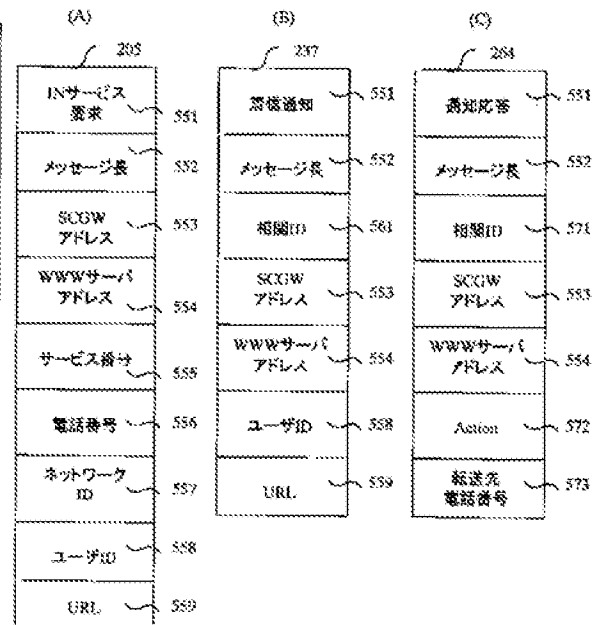 (A)
205
INサービス
要求
551
メッセージ長
552
SCGW
アドレス
553
WWWサーバ
アドレス
554
サービス番号
555
電話番号
556
ネットワーク
ID
557
ユーザID
558
URL
559
(B)
237
着信通知
551
メッセージ長
552
相関ID
561
SCGW
アドレス
553
WWWサーバ
アドレス
554
ユーザID
558
URL
559
(C)
264
通知応答
551
メッセージ長
552
相関ID
571
SCGW
アドレス
553
WWWサーバ
アドレス
554
Action
572
転送先
電話番号
573